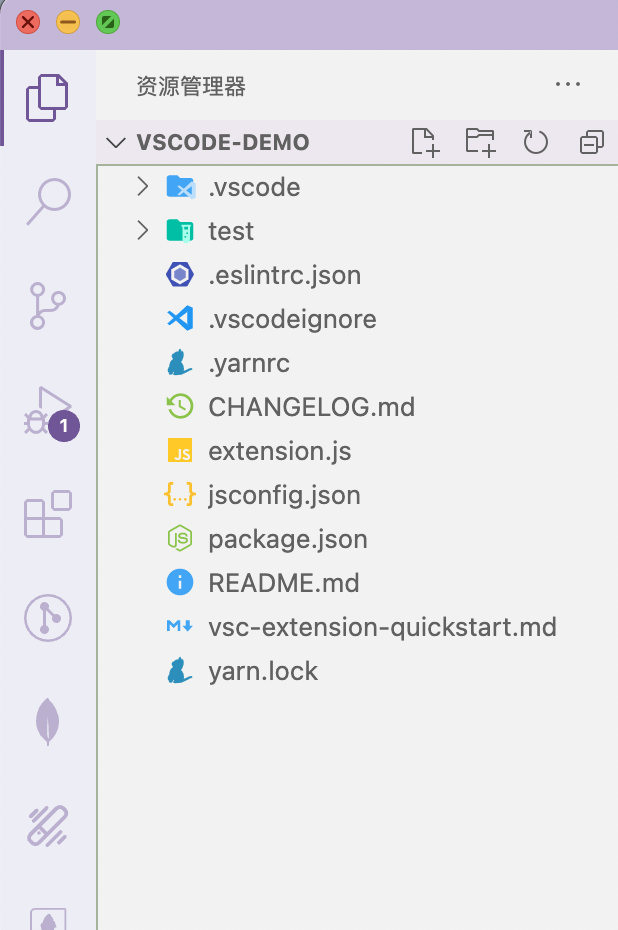 资源管理器 ···
VSCODE-DEMO
.vscode
test
.eslintrc.json
.vscodeignore
.yarnrc
CHANGELOG.md
1
JS extension.js
{...} jsconfig.json
JS package.json
i README.md
M vsc-extension-quickstart.md
yarn.lock